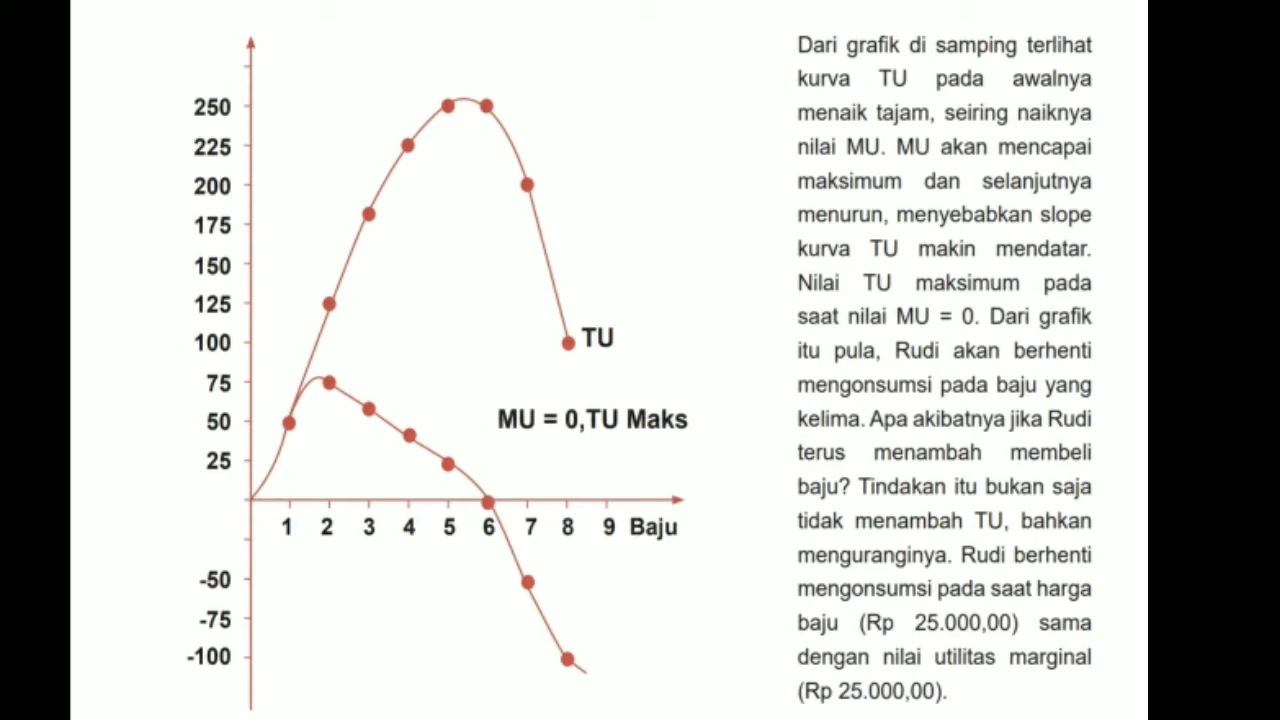 250
225
200
175
150
125
100
75
50
25
-50
-75
-100
1 2 3 4 5 6 7 8 9 Baju
TU
MU = 0,TU Maks
Dari grafik di samping terlihat
kurva TU pada awalnya
menaik tajam, seiring naiknya
nilai MU. MU akan mencapai
maksimum dan selanjutnya
menurun, menyebabkan slope
kurva TU makin mendatar.
Nilai TU maksimum pada
saat nilai MU = 0. Dari grafik
itu pula, Rudi akan berhenti
mengonsumsi pada baju yang
kelima. Apa akibatnya jika Rudi
terus menambah membeli
baju? Tindakan itu bukan saja
tidak menambah TU, bahkan
menguranginya. Rudi berhenti
mengonsumsi pada saat harga
baju (Rp 25.000,00) sama
dengan nilai utilitas marginal
(Rp 25.000,00).